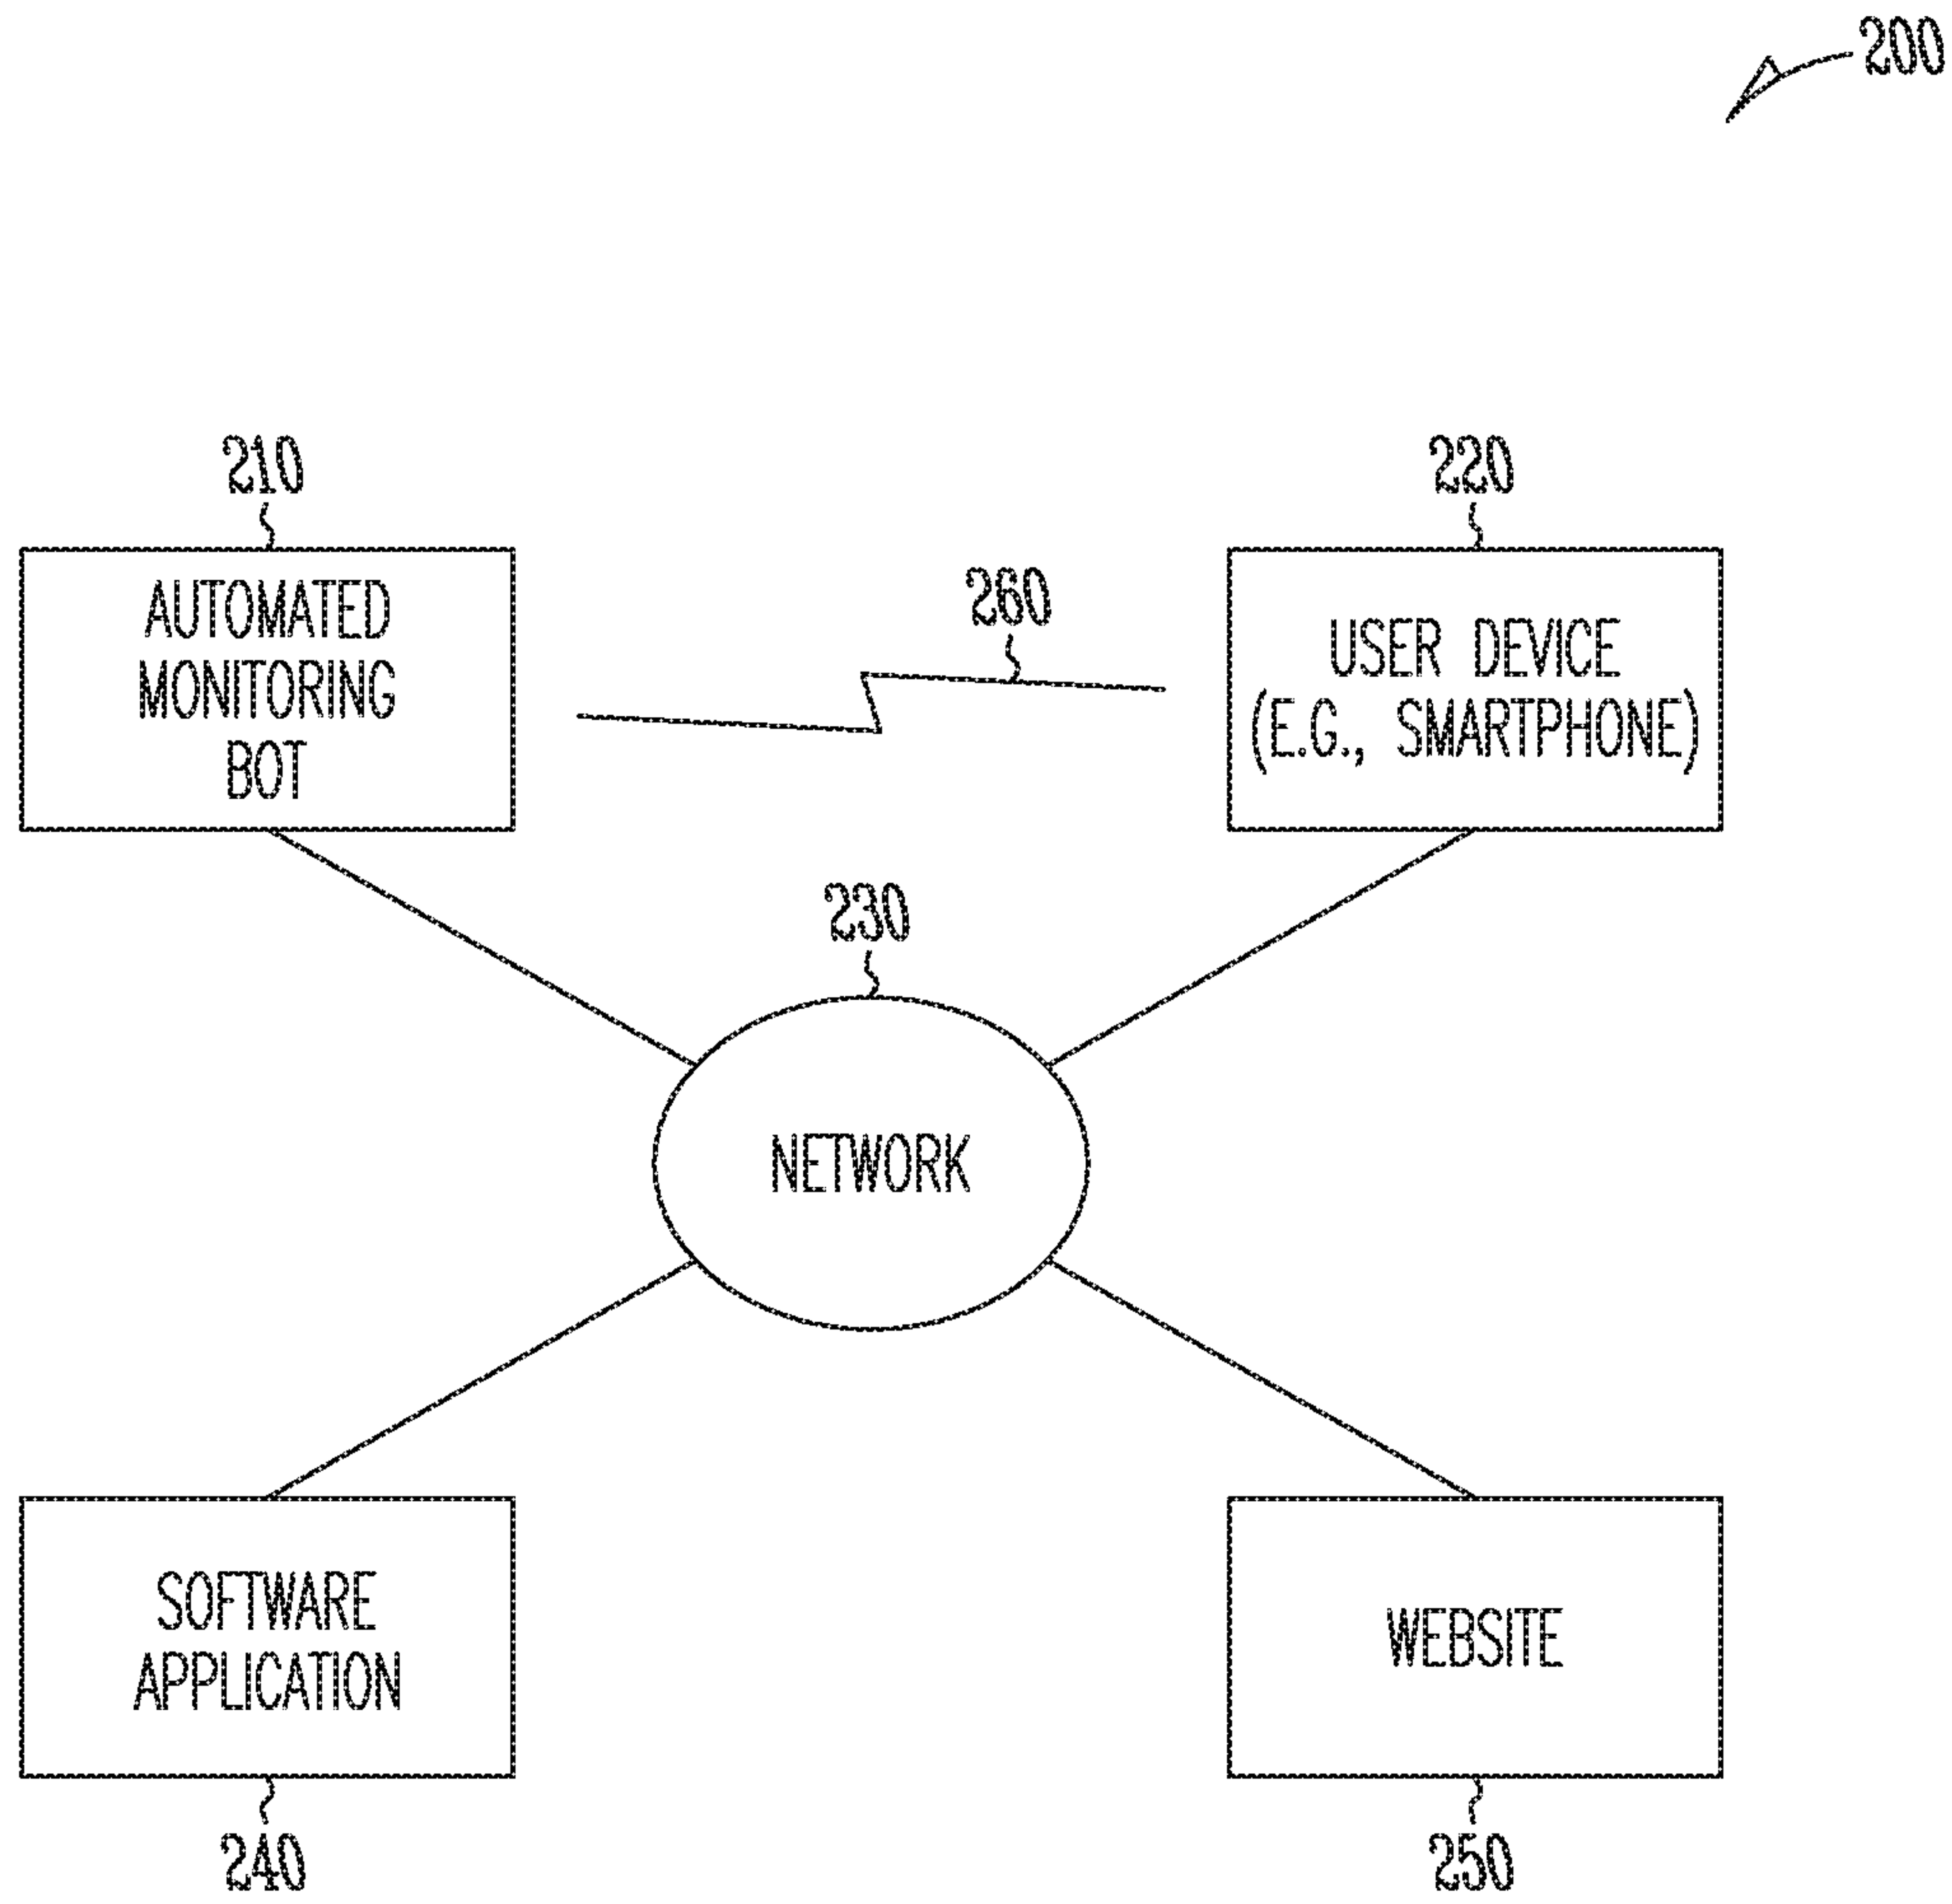 200
210
220
AUTOMATED
MONITORING
BOT
260
USER DEVICE
(E.G., SMARTPHONE)
230
NETWORK
SOFTWARE
APPLICATION
WEBSITE
240
250